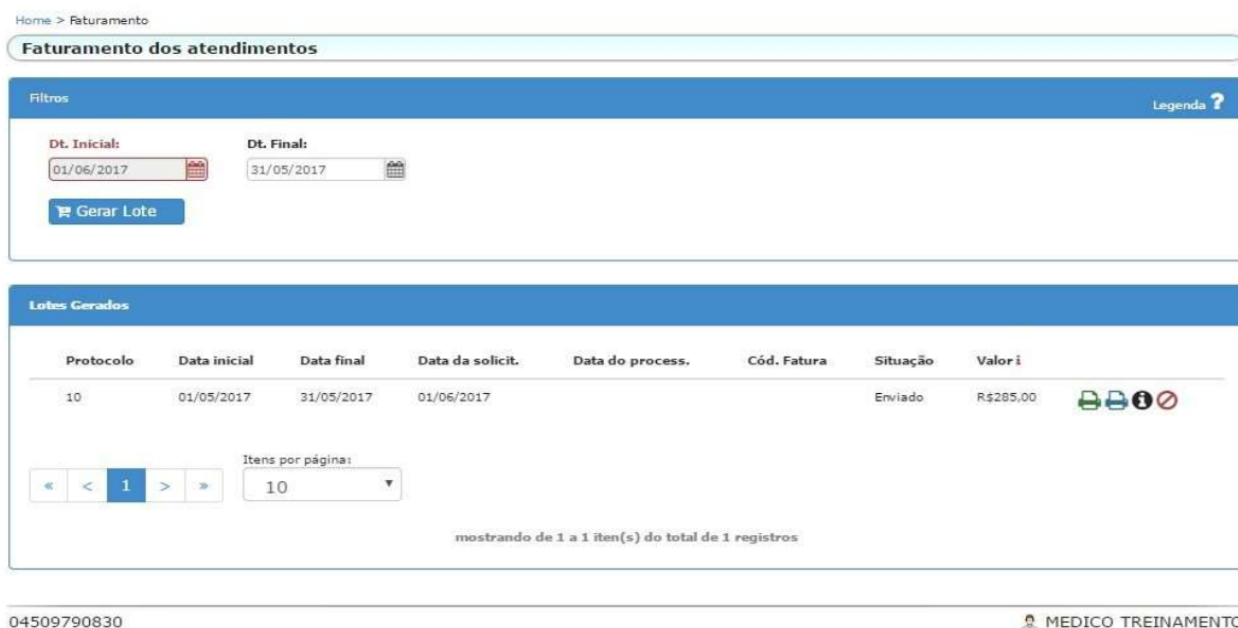 Home > Faturamento
Faturamento dos atendimentos
Filtros
Legenda ?
Dt. Inicial: Dt. Final:
01/06/2017 31/05/2017
Gerar Lote
Lotes Gerados
Protocolo Data inicial Data final Data da solicit. Data do process. Cód. Fatura Situação Valor i
10 01/05/2017 31/05/2017 01/06/2017 Enviado R$285,00
Itens por página:
« < 1 > » 10
mostrando de 1 a 1 iten(s) do total de 1 registros
04509790830 MEDICO TREINAMENTO